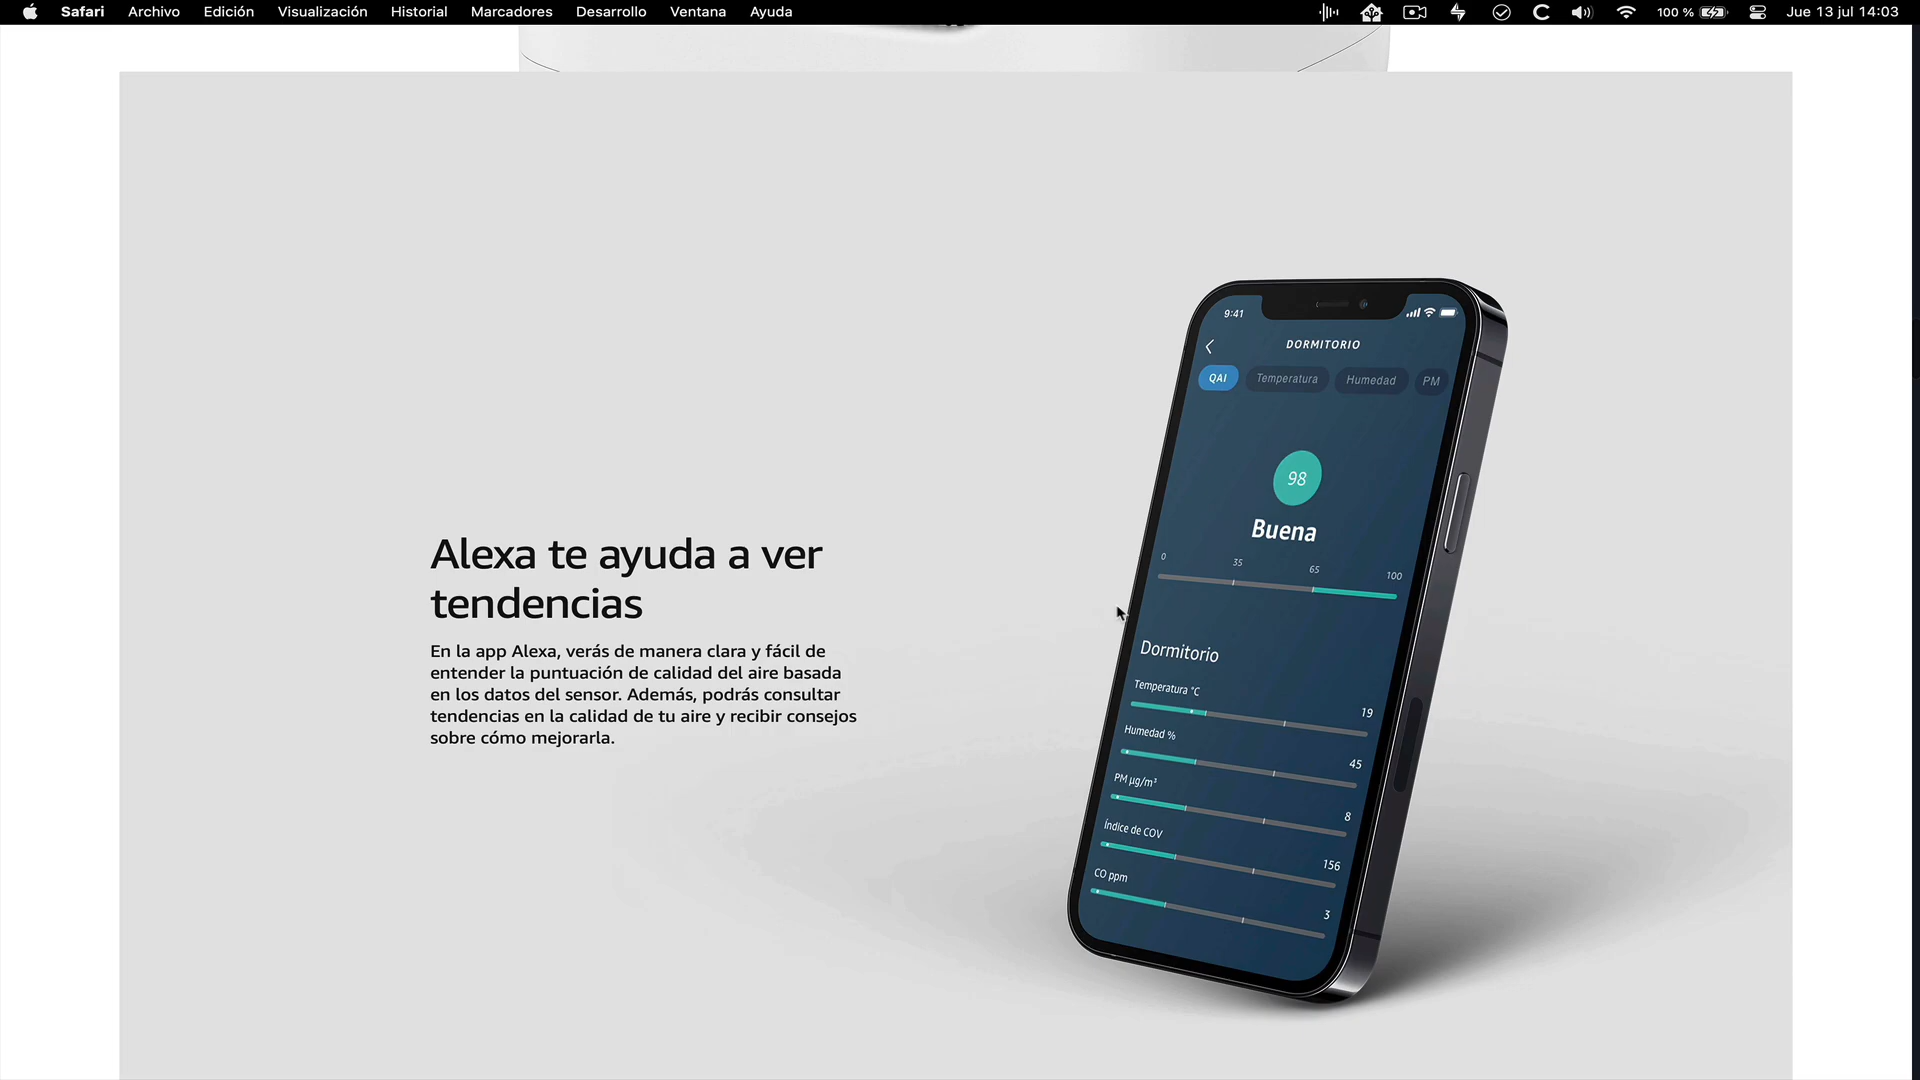 Safari Archivo Edición Visualización Historial Marcadores Desarrollo Ventana Ayuda 100 % Jue 13 jul 14:03
Alexa te ayuda a ver
tendencias
En la app Alexa, verás de manera clara y fácil de
entender la puntuación de calidad del aire basada
en los datos del sensor. Además, podrás consultar
tendencias en la calidad de tu aire y recibir consejos
sobre cómo mejorarla.
9:41
DORMITORIO
QAI Temperatura Humedad PM
98
Buena
0 35 65 100
Dormitorio
Temperatura °C 19
Humedad % 45
PM µg/m³ 8
Índice de COV 156
CO ppm 3